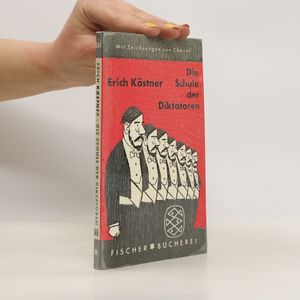 Mit Zeichnungen von Chaval
Erich Kästner
Die
Schule
der
Diktatoren
FISCHER BÜCHEREI
ERICH KÄSTNER · DIE SCHULE DER DIKTATOREN